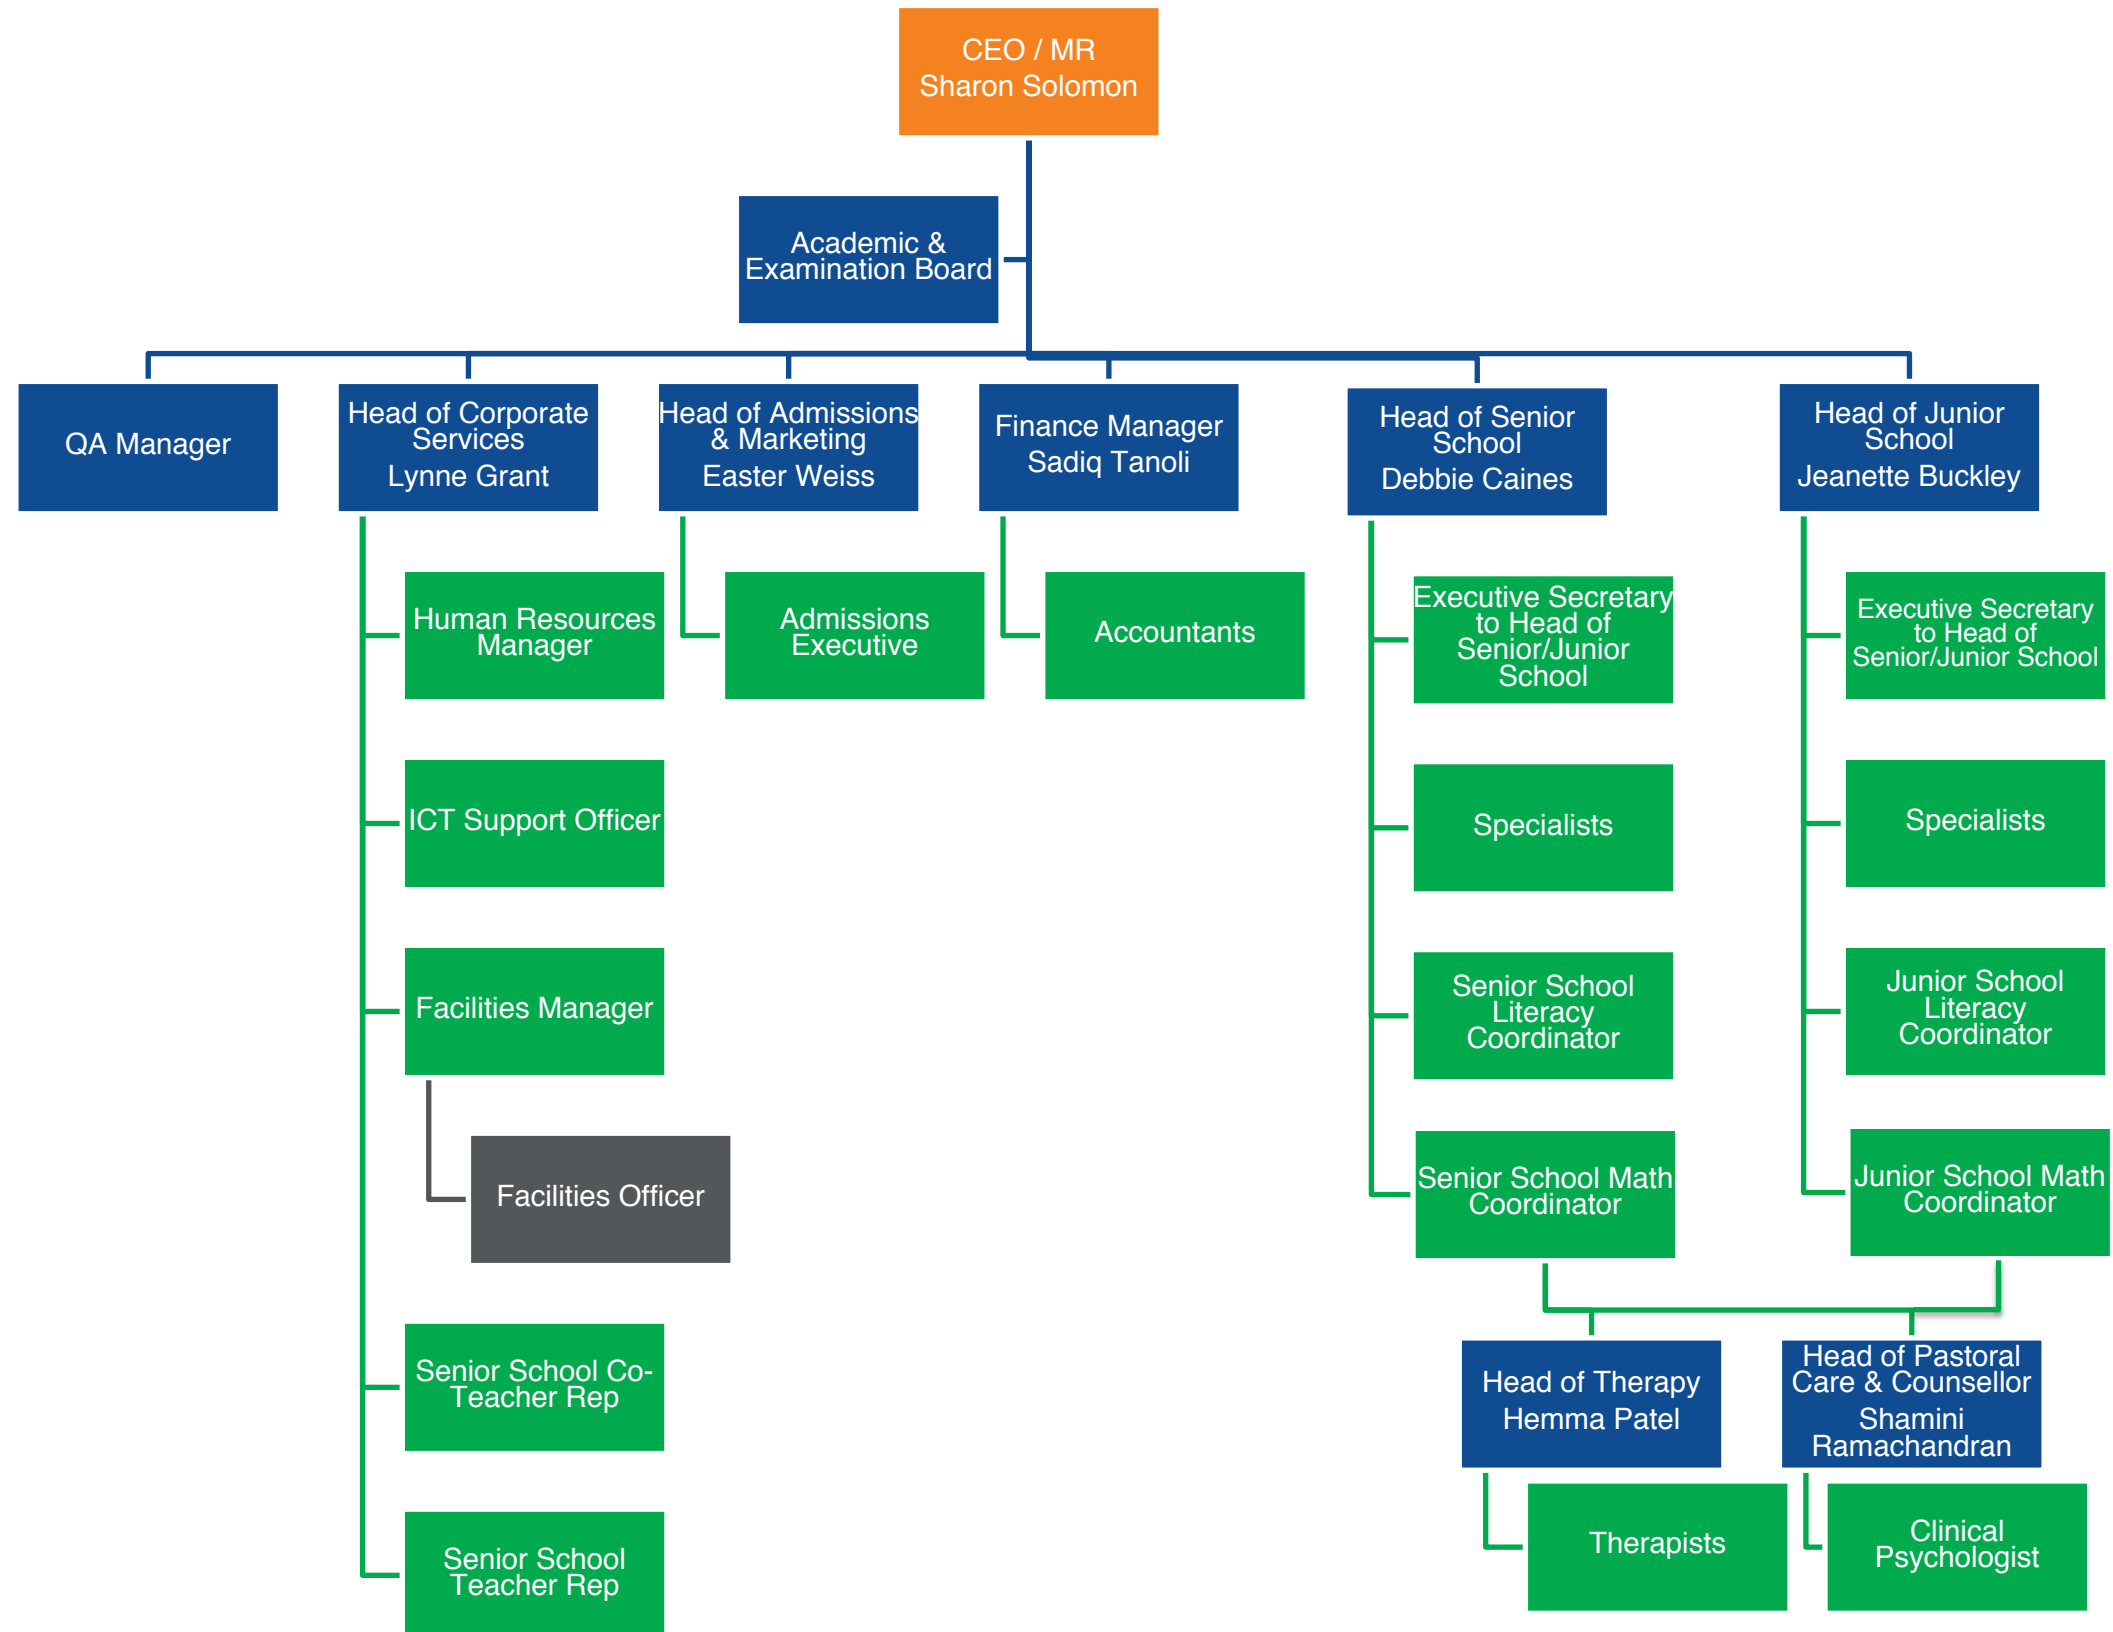 CEO / MR
Sharon Solomon
Academic &
Examination Board
QA Manager
Head of Corporate
Services
Lynne Grant
Head of Admissions
& Marketing
Easter Weiss
Finance Manager
Sadiq Tanoli
Head of Senior
School
Debbie Caines
Head of Junior
School
Jeanette Buckley
Human Resources
Manager
ICT Support Officer
Facilities Manager
Facilities Officer
Senior School Co-
Teacher Rep
Senior School
Teacher Rep
Admissions
Executive
Accountants
Executive Secretary
to Head of
Senior/Junior
School
Specialists
Senior School
Literacy
Coordinator
Senior School Math
Coordinator
Executive Secretary
to Head of
Senior/Junior School
Specialists
Junior School
Literacy
Coordinator
Junior School Math
Coordinator
Head of Therapy
Hemma Patel
Therapists
Head of Pastoral
Care & Counsellor
Shamini
Ramachandran
Clinical
Psychologist